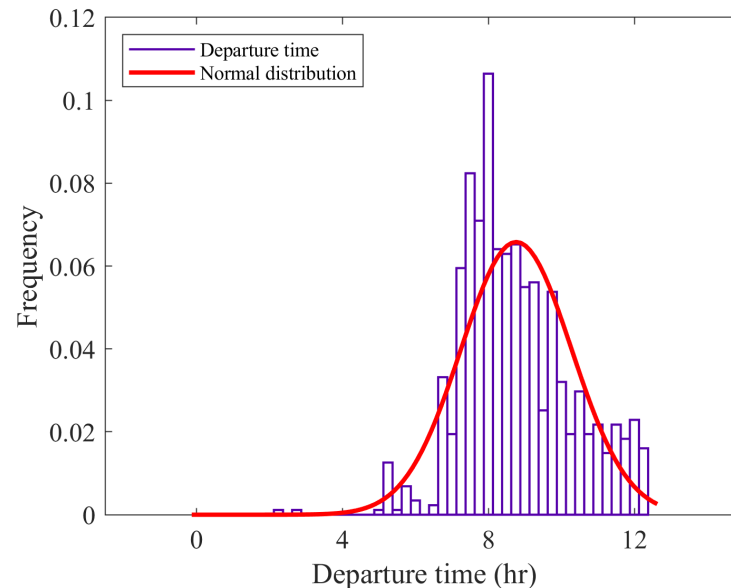 0.12
0.1
0.08
0.06
0.04
0.02
0
Frequency
Departure time
Normal distribution
0
4
8
12
Departure time (hr)